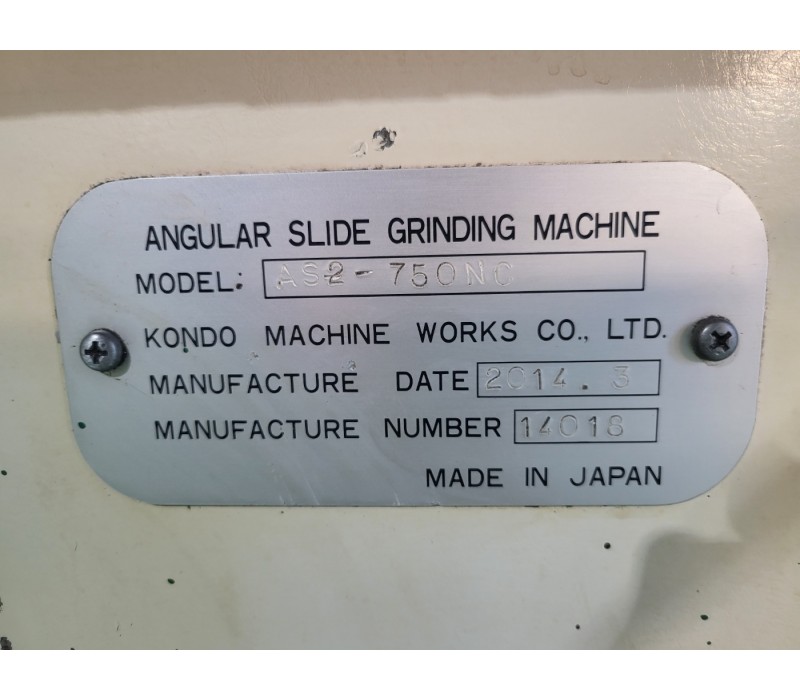 ANGULAR SLIDE GRINDING MACHINE
MODEL: AS2-750NC
KONDO MACHINE WORKS CO., LTD.
MANUFACTURE DATE 2014.3
MANUFACTURE NUMBER 14018
MADE IN JAPAN